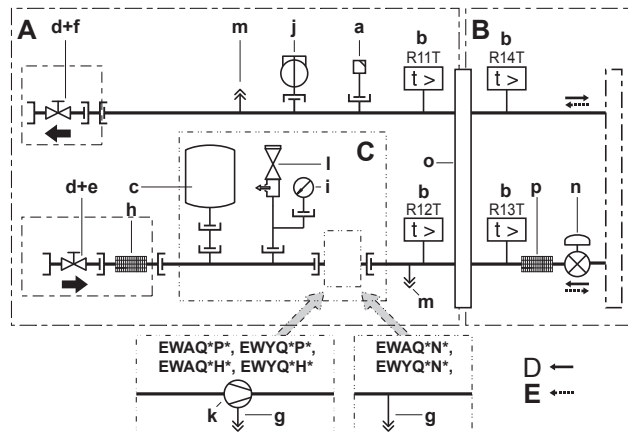 A
B
d+f
m
j
a
b
R11T
t >
b
R14T
t >
C
l
i
o
d+e
c
h
b
R12T
t >
b
R13T
t >
p
n
m
EWAQ*P*, EWYQ*P*,
EWAQ*H*, EWYQ*H*
k
g
EWAQ*N*,
EWYQ*N*,
g
D
E